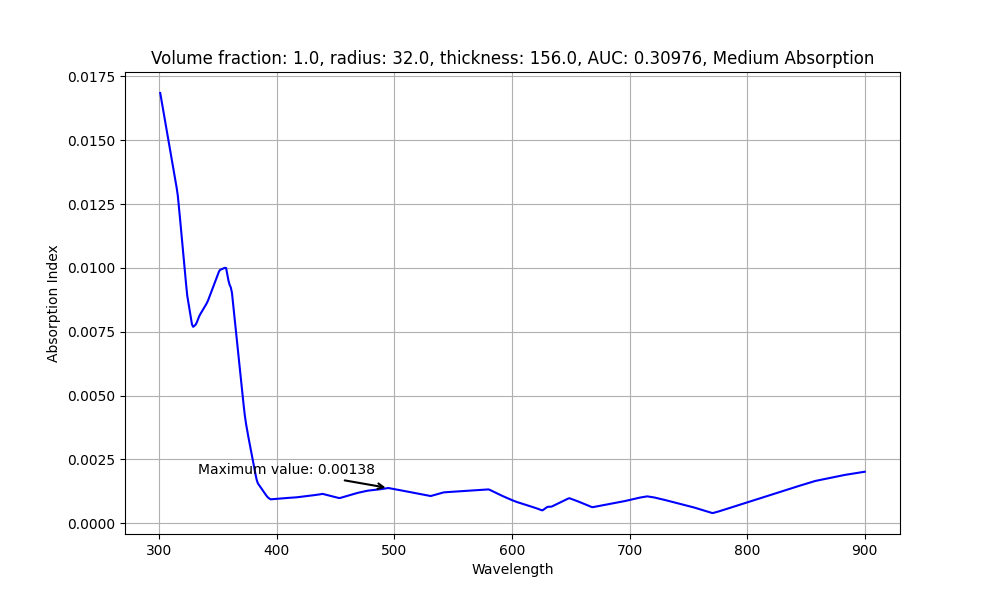 Volume fraction: 1.0, radius: 32.0, thickness: 156.0, AUC: 0.30976, Medium Absorption
0.0175
0.0150
0.0125
0.0100
0.0075
0.0050
0.0025
0.0000
Absorption Index
Maximum value: 0.00138
300 400 500 600 700 800 900
Wavelength